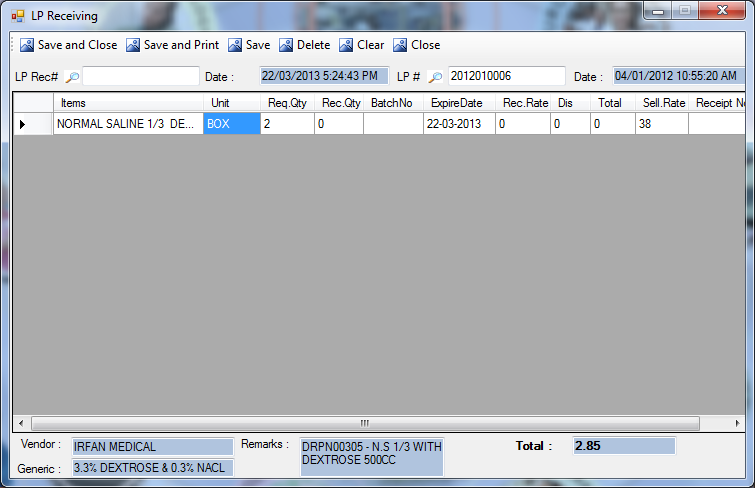 LP Receiving
Save and Close Save and Print Save Delete Clear Close
LP Rec# Date : 22/03/2013 5:24:43 PM LP # 2012010006 Date : 04/01/2012 10:55:20 AM
Items Unit Req.Qty Rec.Qty BatchNo ExpireDate Rec.Rate Dis Total Sell.Rate Receipt No
NORMAL SALINE 1/3 DE... BOX 2 0 22-03-2013 0 0 0 38
Vendor : IRFAN MEDICAL Remarks : DRPN00305 - N.S 1/3 WITH Total : 2.85
DEXTROSE 500CC
Generic : 3.3% DEXTROSE & 0.3% NACL